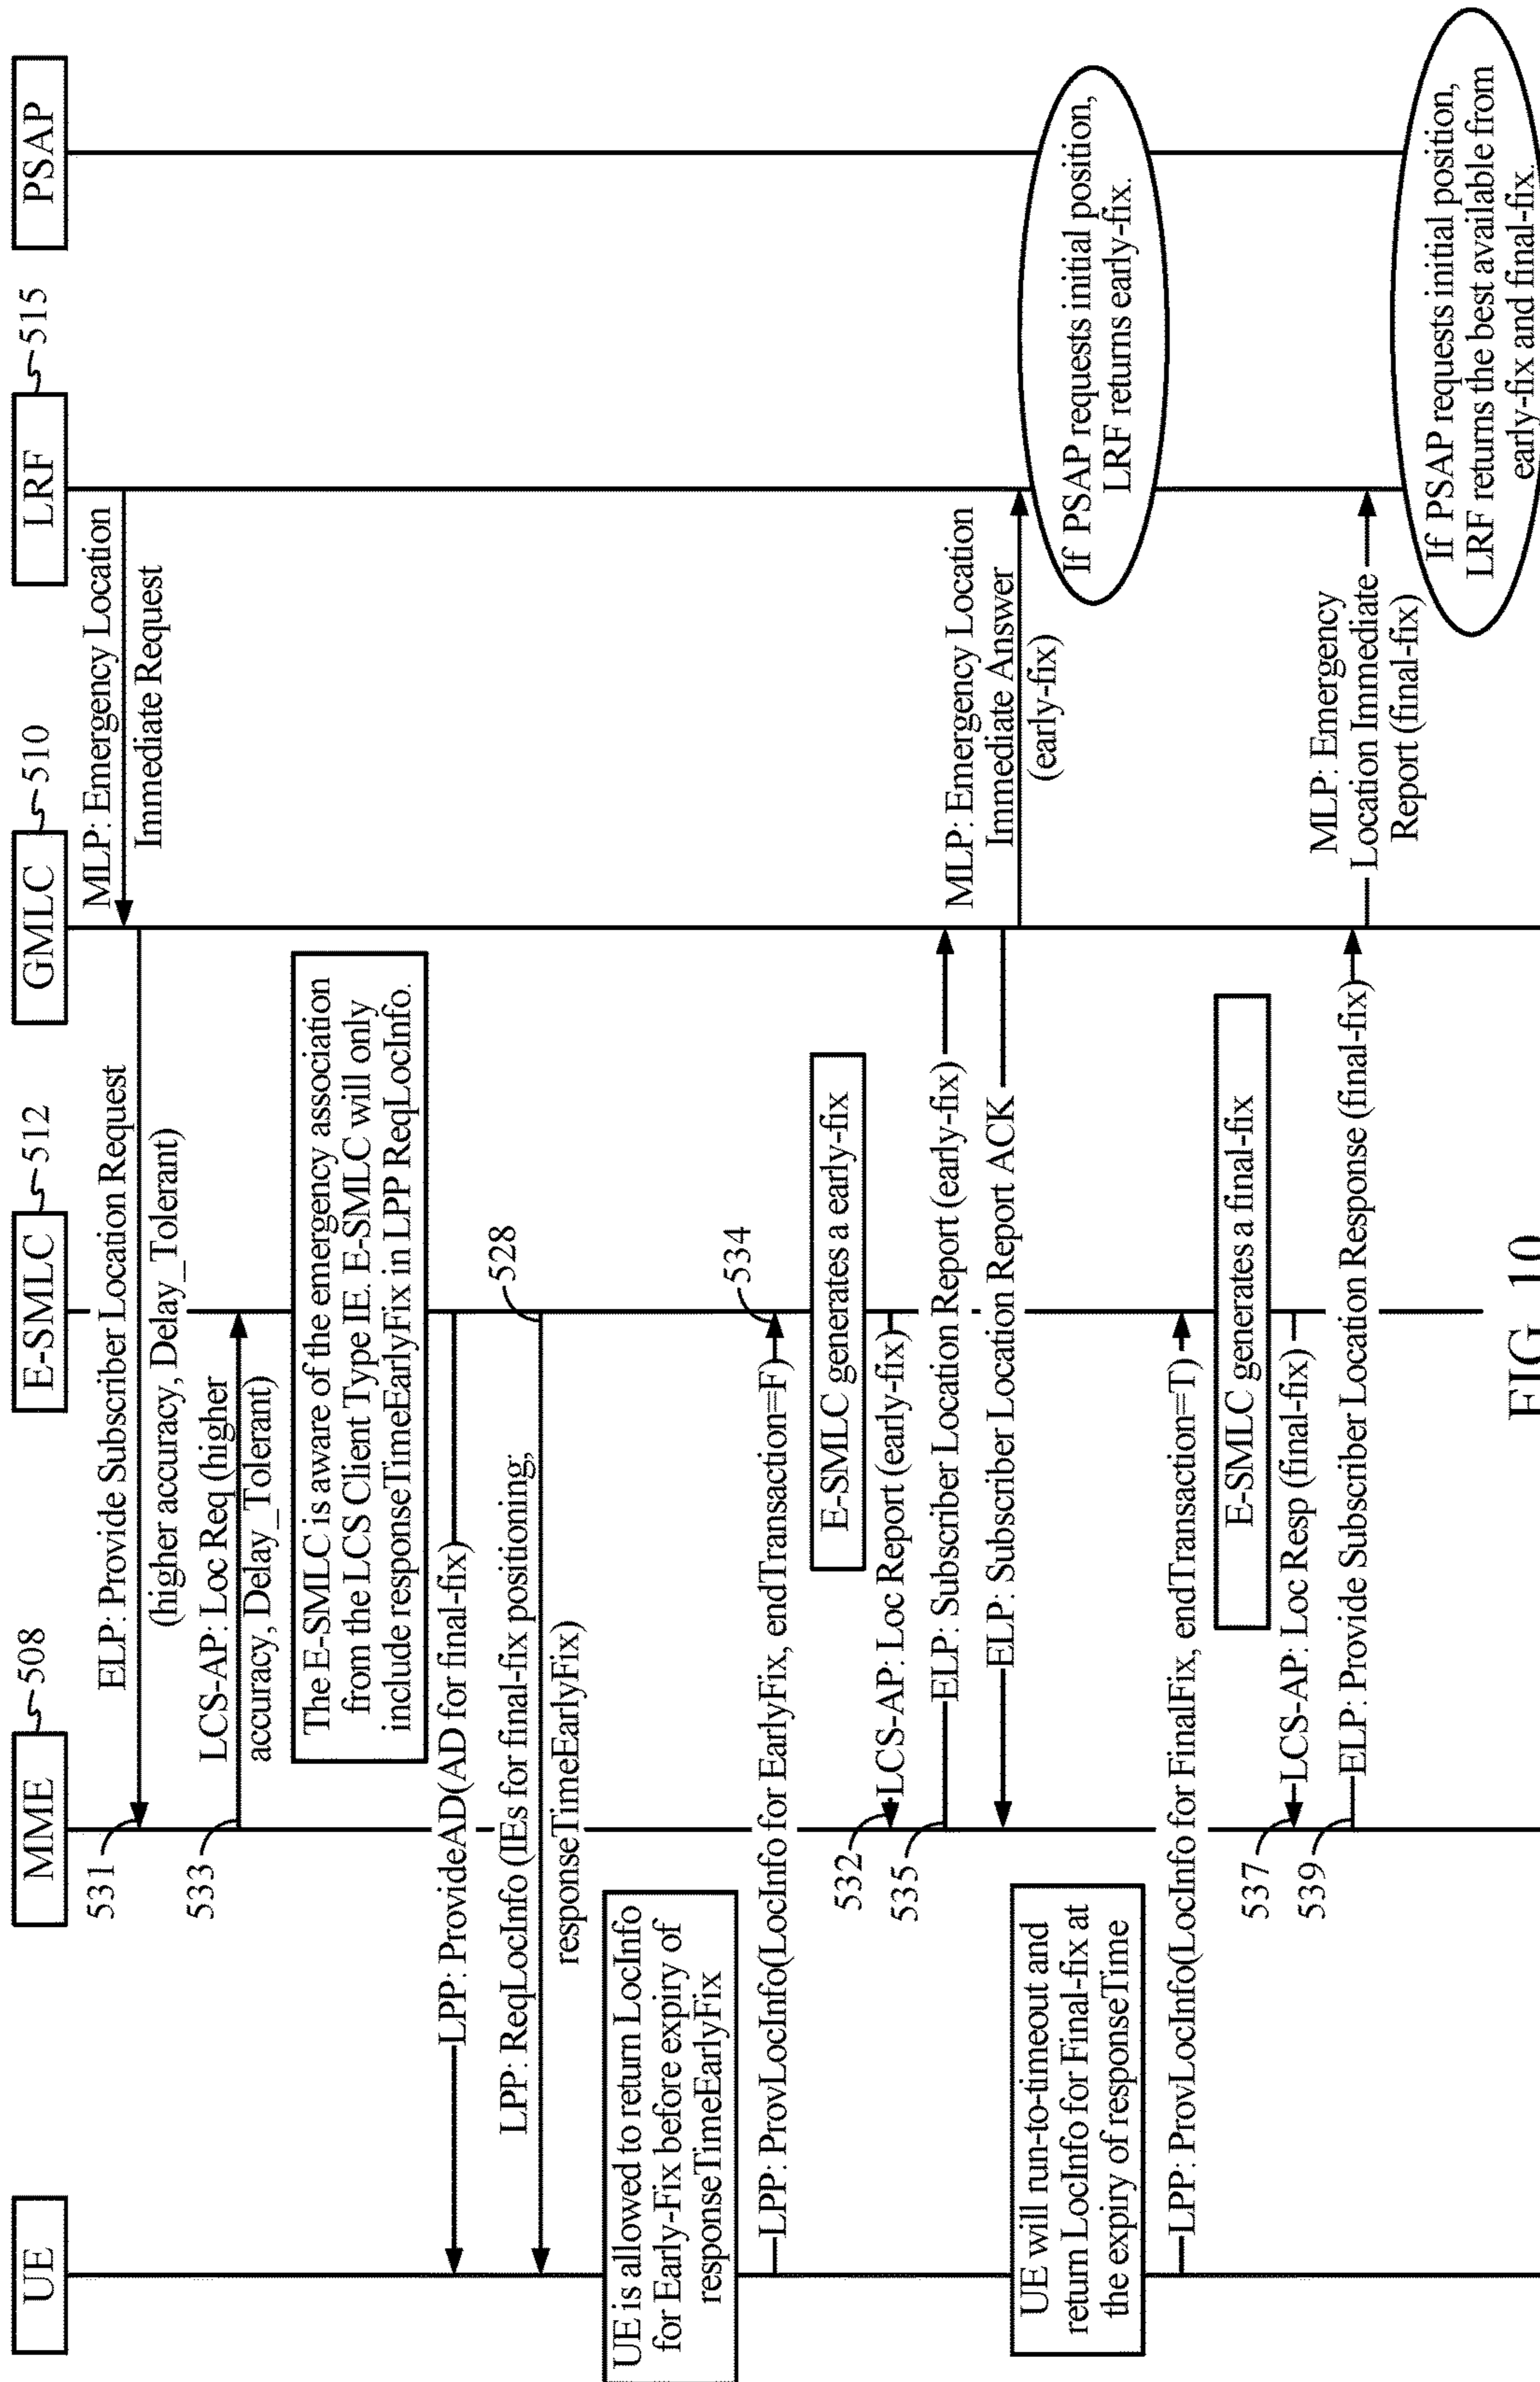 UE
MME
508
E-SMLC
512
GMLC
510
LRF
515
PSAP
MLP: Emergency Location
Immediate Request
531
ELP: Provide Subscriber Location Request
(higher accuracy, Delay_Tolerant)
533
LCS-AP: Loc Req (higher
accuracy, Delay_Tolerant)
The E-SMLC is aware of the emergency association
from the LCS Client Type IE. E-SMLC will only
include responseTimeEarlyFix in LPP ReqLocInfo.
LPP: ProvideAD(AD for final-fix)
528
LPP: ReqLocInfo (IEs for final-fix positioning;
responseTimeEarlyFix)
UE is allowed to return LocInfo
for Early-Fix before expiry of
responseTimeEarlyFix
534
LPP: ProvLocInfo(LocInfo for EarlyFix, endTransaction=F)
E-SMLC generates a early-fix
532
LCS-AP: Loc Report (early-fix)
535
ELP: Subscriber Location Report (early-fix)
ELP: Subscriber Location Report ACK
MLP: Emergency Location
Immediate Answer
(early-fix)
If PSAP requests initial position,
LRF returns early-fix.
UE will run-to-timeout and
return LocInfo for Final-fix at
the expiry of responseTime
LPP: ProvLocInfo(LocInfo for FinalFix, endTransaction=T)
E-SMLC generates a final-fix
537
LCS-AP: Loc Resp (final-fix)
539
ELP: Provide Subscriber Location Response (final-fix)
MLP: Emergency
Location Immediate
Report (final-fix)
If PSAP requests initial position,
LRF returns the best available from
early-fix and final-fix.
FIG. 10